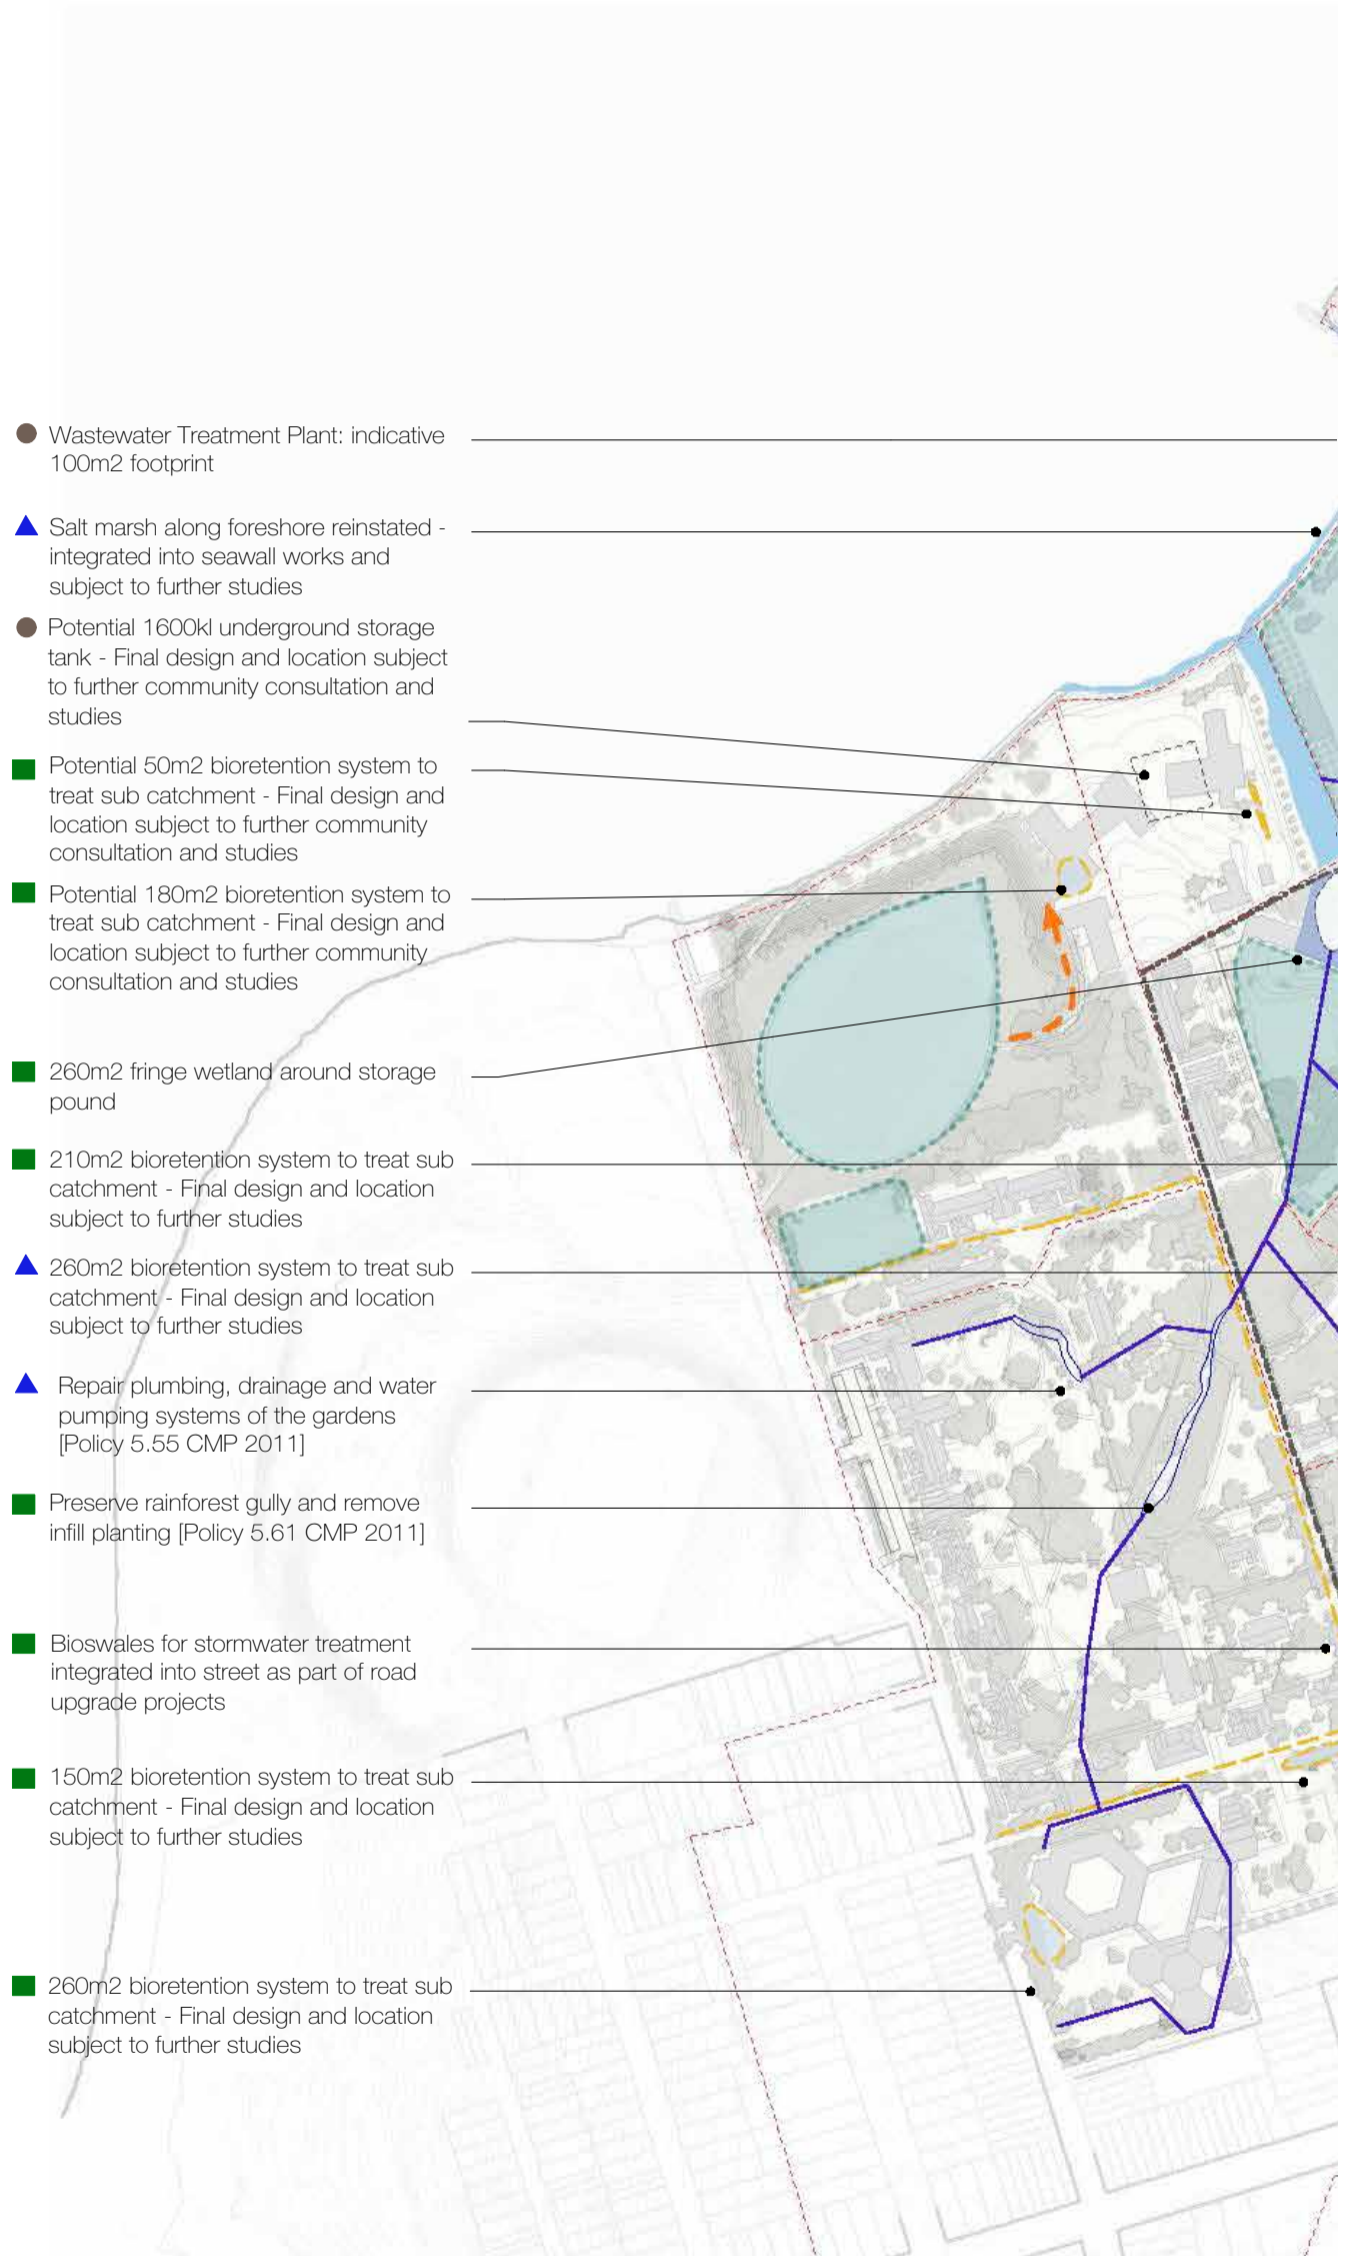 Wastewater Treatment Plant: indicative
100m2 footprint
Salt marsh along foreshore reinstated -
integrated into seawall works and
subject to further studies
Potential 1600kl underground storage
tank - Final design and location subject
to further community consultation and
studies
Potential 50m2 bioretention system to
treat sub catchment - Final design and
location subject to further community
consultation and studies
Potential 180m2 bioretention system to
treat sub catchment - Final design and
location subject to further community
consultation and studies
260m2 fringe wetland around storage
pound
210m2 bioretention system to treat sub
catchment - Final design and location
subject to further studies
260m2 bioretention system to treat sub
catchment - Final design and location
subject to further studies
Repair plumbing, drainage and water
pumping systems of the gardens
[Policy 5.55 CMP 2011]
Preserve rainforest gully and remove
infill planting [Policy 5.61 CMP 2011]
Bioswales for stormwater treatment
integrated into street as part of road
upgrade projects
150m2 bioretention system to treat sub
catchment - Final design and location
subject to further studies
260m2 bioretention system to treat sub
catchment - Final design and location
subject to further studies